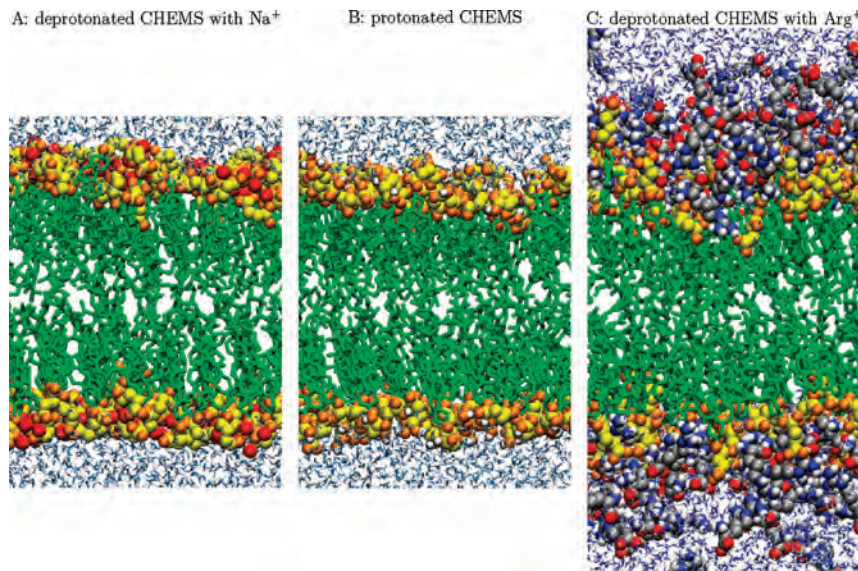 A: deprotonated CHEMS with Na⁺
B: protonated CHEMS
C: deprotonated CHEMS with Arg⁺